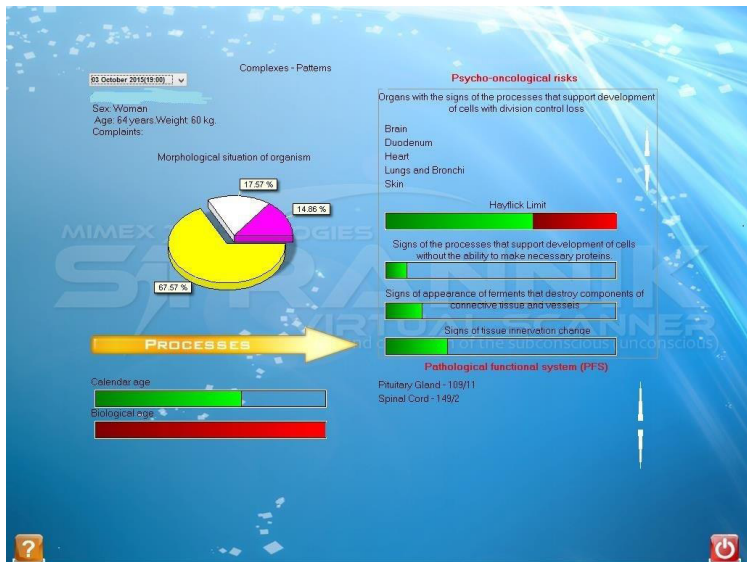 Complexes - Patterns
03 October 2015(19:00)
Sex: Woman
Age: 64 years.Weight: 60 kg.
Complaints:
Morphological situation of organism
17.57 %
14.86 %
67.57 %
MIMEX
STRANNIK
VIRTUAL SCANNER
of the subconscious (unconscious)
PROCESSES
Calendar age
Biological age
Psycho-oncological risks
Organs with the signs of the processes that support development
of cells with division control loss
Brain
Duodenum
Heart
Lungs and Bronchi
Skin
Hayflick Limit
Signs of the processes that support development of cells
without the ability to make necessary proteins.
Signs of appearance of ferments that destroy components of
connective tissue and vessels
Signs of tissue innervation change
Pathological functional system (PFS)
Pituitary Gland - 109/11
Spinal Cord - 149/2
?